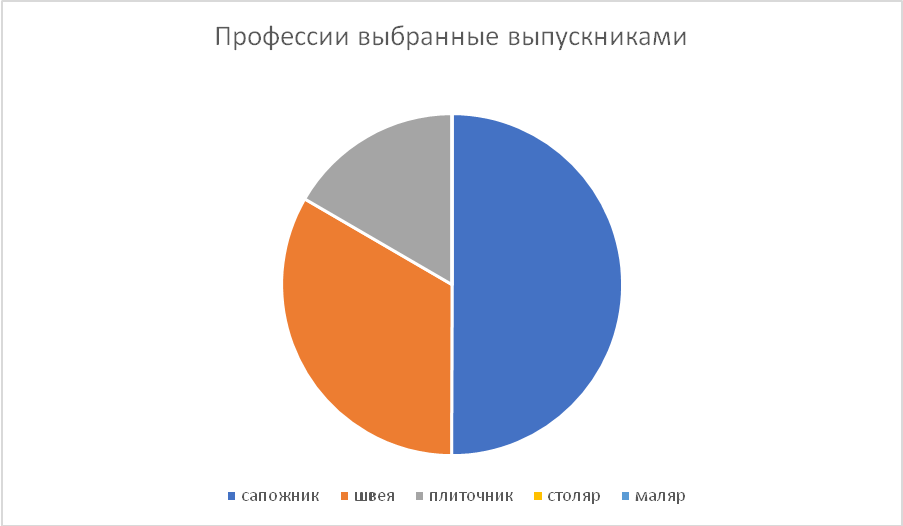 Профессии выбранные выпускниками
сапожник швея плиточник столяр маляр